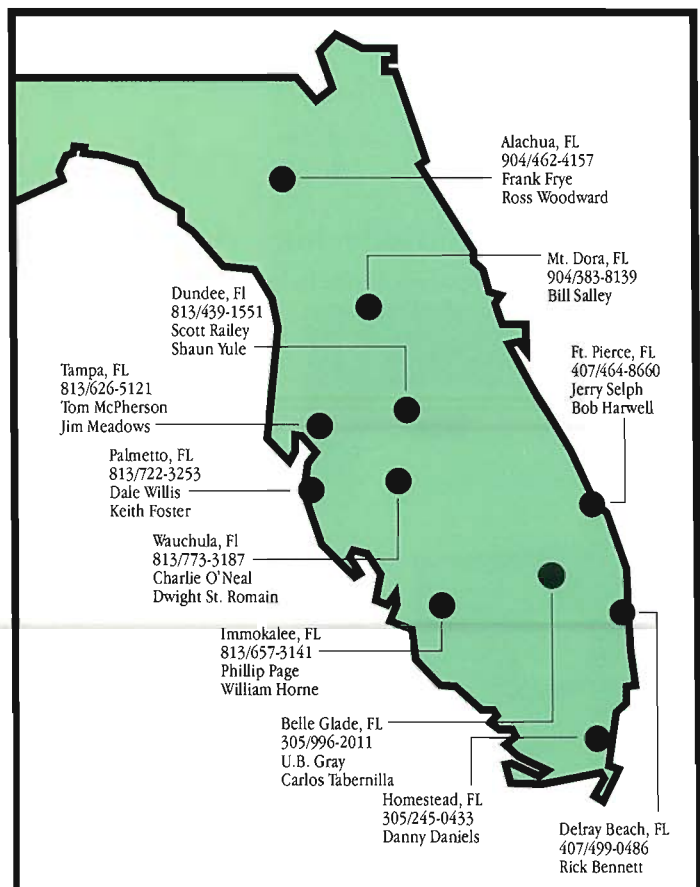 Alachua, FL
904/462-4157
Frank Frye
Ross Woodward
Mt. Dora, FL
904/383-8139
Bill Salley
Dundee, Fl
813/439-1551
Scott Railey
Shaun Yule
Ft. Pierce, FL
407/464-8660
Jerry Selph
Bob Harwell
Tampa, FL
813/626-5121
Tom McPherson
Jim Meadows
Palmetto, FL
813/722-3253
Dale Willis
Keith Foster
Wauchula, Fl
813/773-3187
Charlie O'Neal
Dwight St. Romain
Immokalee, FL
813/657-3141
Phillip Page
William Horne
Belle Glade, FL
305/996-2011
U.B. Gray
Carlos Tabernilla
Homestead, FL
305/245-0433
Danny Daniels
Delray Beach, FL
407/499-0486
Rick Bennett